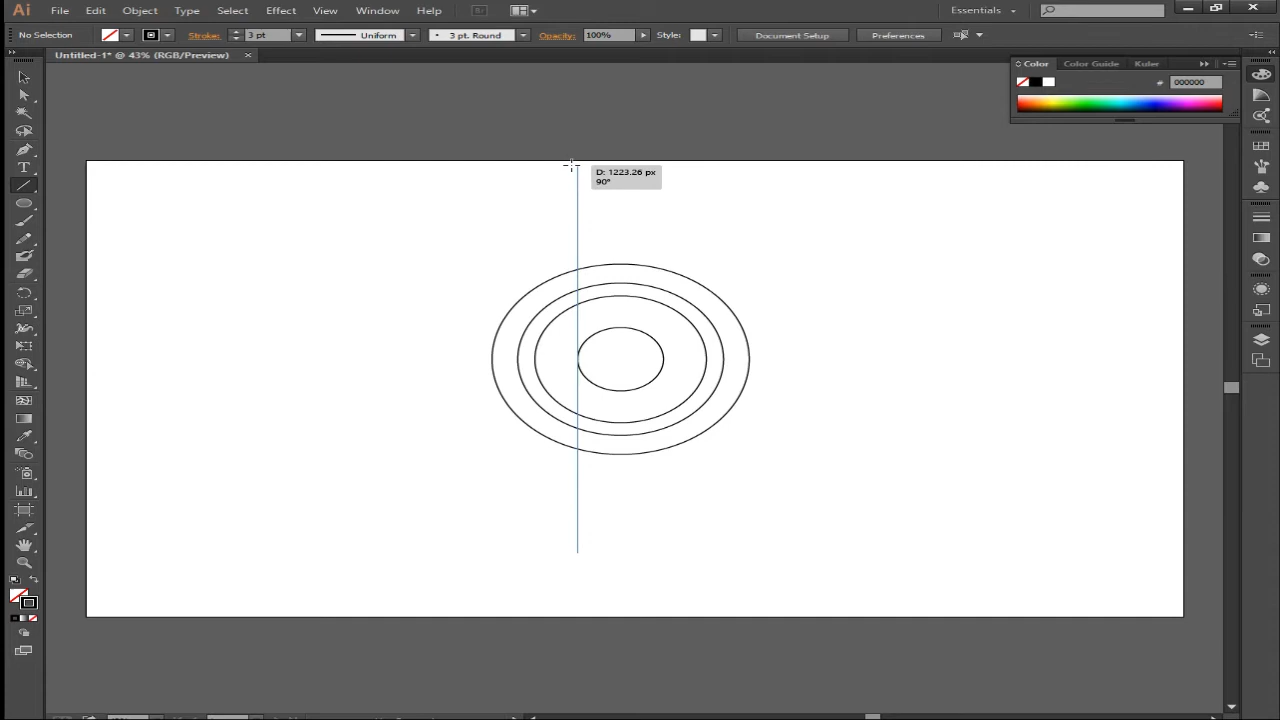 Ai File Edit Object Type Select Effect View Window Help Br Essentials
No Selection Stroke: 3 pt Uniform 3 pt. Round Opacity: 100% Style: Document Setup Preferences
Untitled-1* @ 43% (RGB/Preview) ×
Color Color Guide Kuler
# 000000
D: 1223.26 px
90°